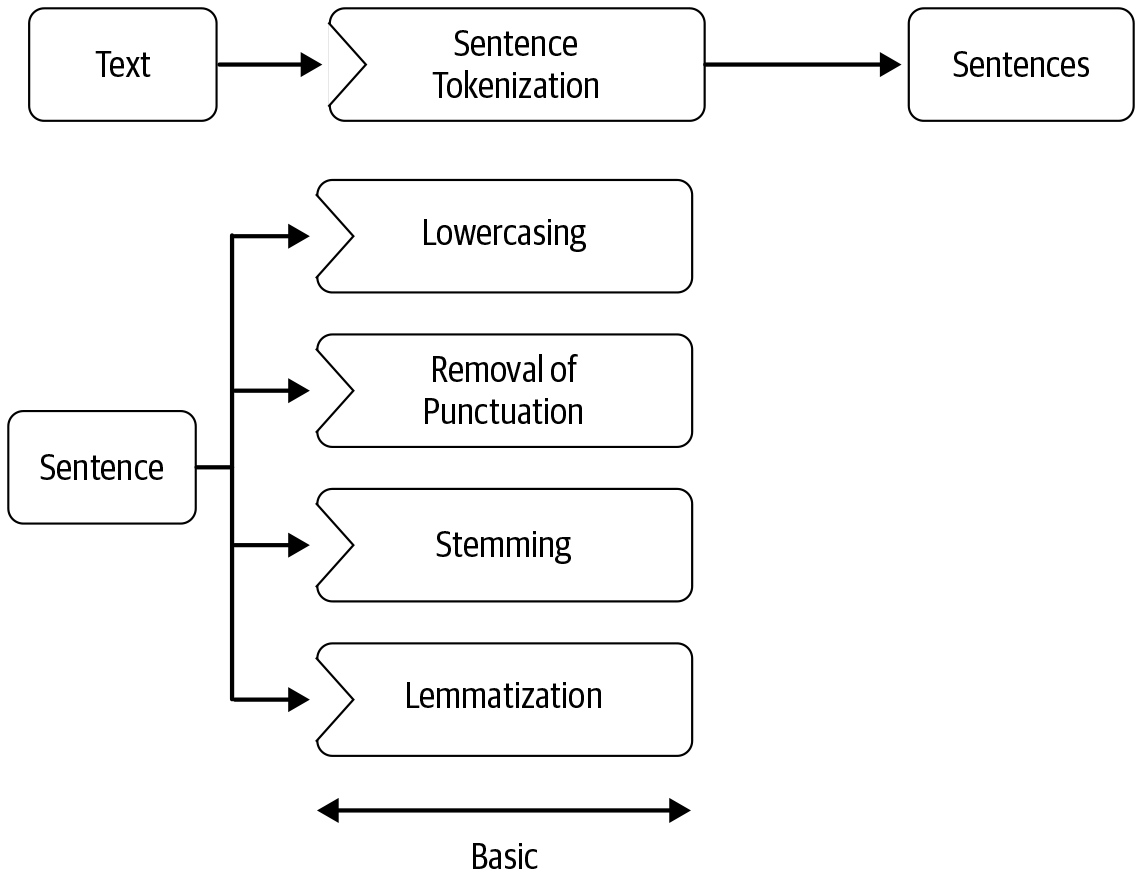 Text
Sentence
Tokenization
Sentences
Lowercasing
Removal of
Punctuation
Sentence
Stemming
Lemmatization
Basic